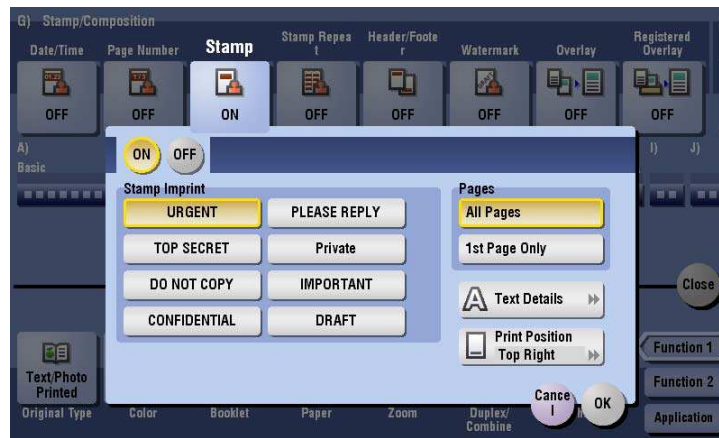 G) Stamp/Composition
Date/Time
Page Number
Stamp
Stamp Repea
t
Header/Foote
r
Watermark
Overlay
Registered
Overlay
OFF
OFF
ON
OFF
OFF
OFF
OFF
OFF
A)
Basic
I)
J)
ON
OFF
Stamp Imprint
URGENT
PLEASE REPLY
TOP SECRET
Private
DO NOT COPY
IMPORTANT
CONFIDENTIAL
DRAFT
Pages
All Pages
1st Page Only
A Text Details
Print Position
Top Right
Cance
l
OK
Close
Text/Photo
Printed
Original Type
Color
Booklet
Paper
Zoom
Duplex/
Combine
Function 1
Function 2
Application